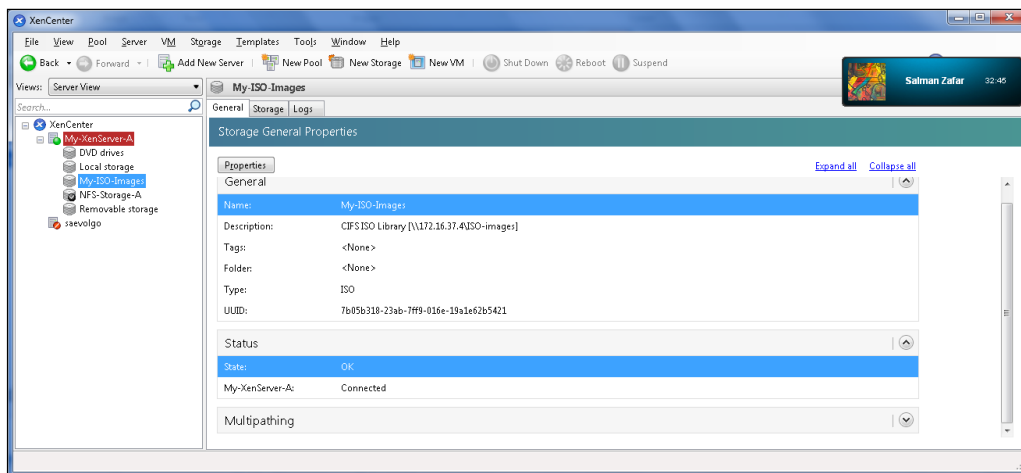 XenCenter
File View Pool Server VM Storage Templates Tools Window Help
Back Forward Add New Server New Pool New Storage New VM Shut Down Reboot Suspend
Salman Zafar 32:45
Views: Server View My-ISO-Images
Search... General Storage Logs
XenCenter
My-XenServer-A
DVD drives
Local storage
My-ISO-Images
NFS-Storage-A
Removable storage
saevolgo
Storage General Properties
Properties Expand all Collapse all
General
Name: My-ISO-Images
Description: CIFS ISO Library [\\172.16.37.4\ISO-images]
Tags: <None>
Folder: <None>
Type: ISO
UUID: 7b05b318-23ab-7ff9-016e-19a1e62b5421
Status
State: OK
My-XenServer-A: Connected
Multipathing